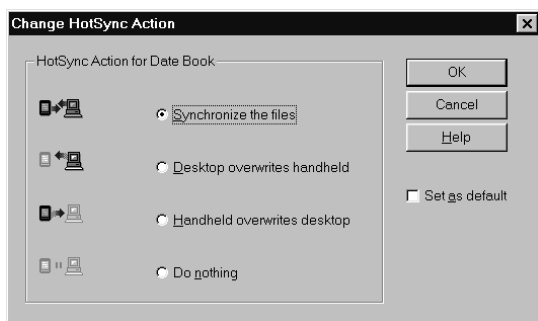 Change HotSync Action
HotSync Action for Date Book
Synchronize the files
Desktop overwrites handheld
Handheld overwrites desktop
Do nothing
OK
Cancel
Help
Set as default